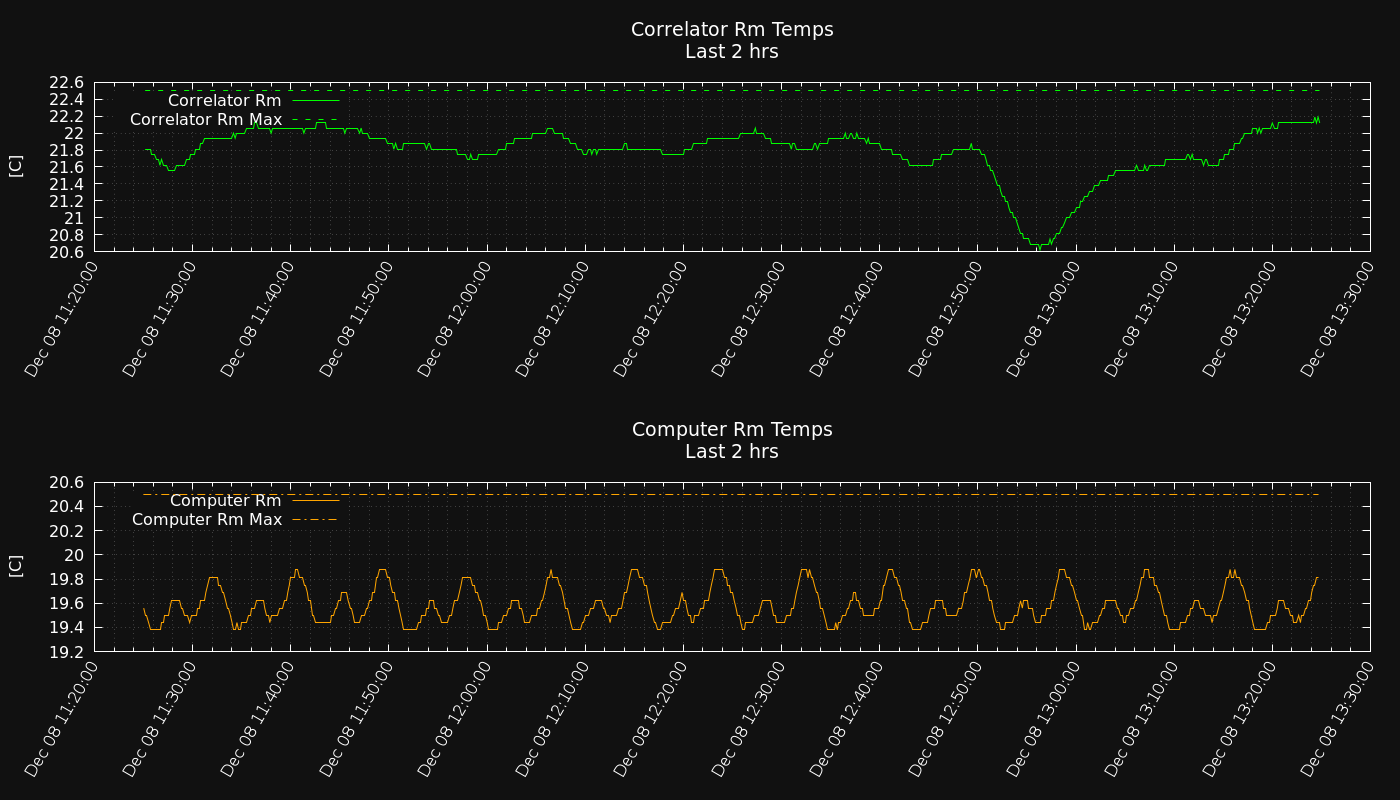 Correlator Rm Temps
Last 2 hrs
22.6
22.4
22.2
22
21.8
21.6
21.4
21.2
21
20.8
20.6
[C]
Correlator Rm
Correlator Rm Max
Dec 08 11:20:00
Dec 08 11:30:00
Dec 08 11:40:00
Dec 08 11:50:00
Dec 08 12:00:00
Dec 08 12:10:00
Dec 08 12:20:00
Dec 08 12:30:00
Dec 08 12:40:00
Dec 08 12:50:00
Dec 08 13:00:00
Dec 08 13:10:00
Dec 08 13:20:00
Dec 08 13:30:00
Computer Rm Temps
Last 2 hrs
20.6
20.4
20.2
20
19.8
19.6
19.4
19.2
[C]
Computer Rm
Computer Rm Max
Dec 08 11:20:00
Dec 08 11:30:00
Dec 08 11:40:00
Dec 08 11:50:00
Dec 08 12:00:00
Dec 08 12:10:00
Dec 08 12:20:00
Dec 08 12:30:00
Dec 08 12:40:00
Dec 08 12:50:00
Dec 08 13:00:00
Dec 08 13:10:00
Dec 08 13:20:00
Dec 08 13:30:00